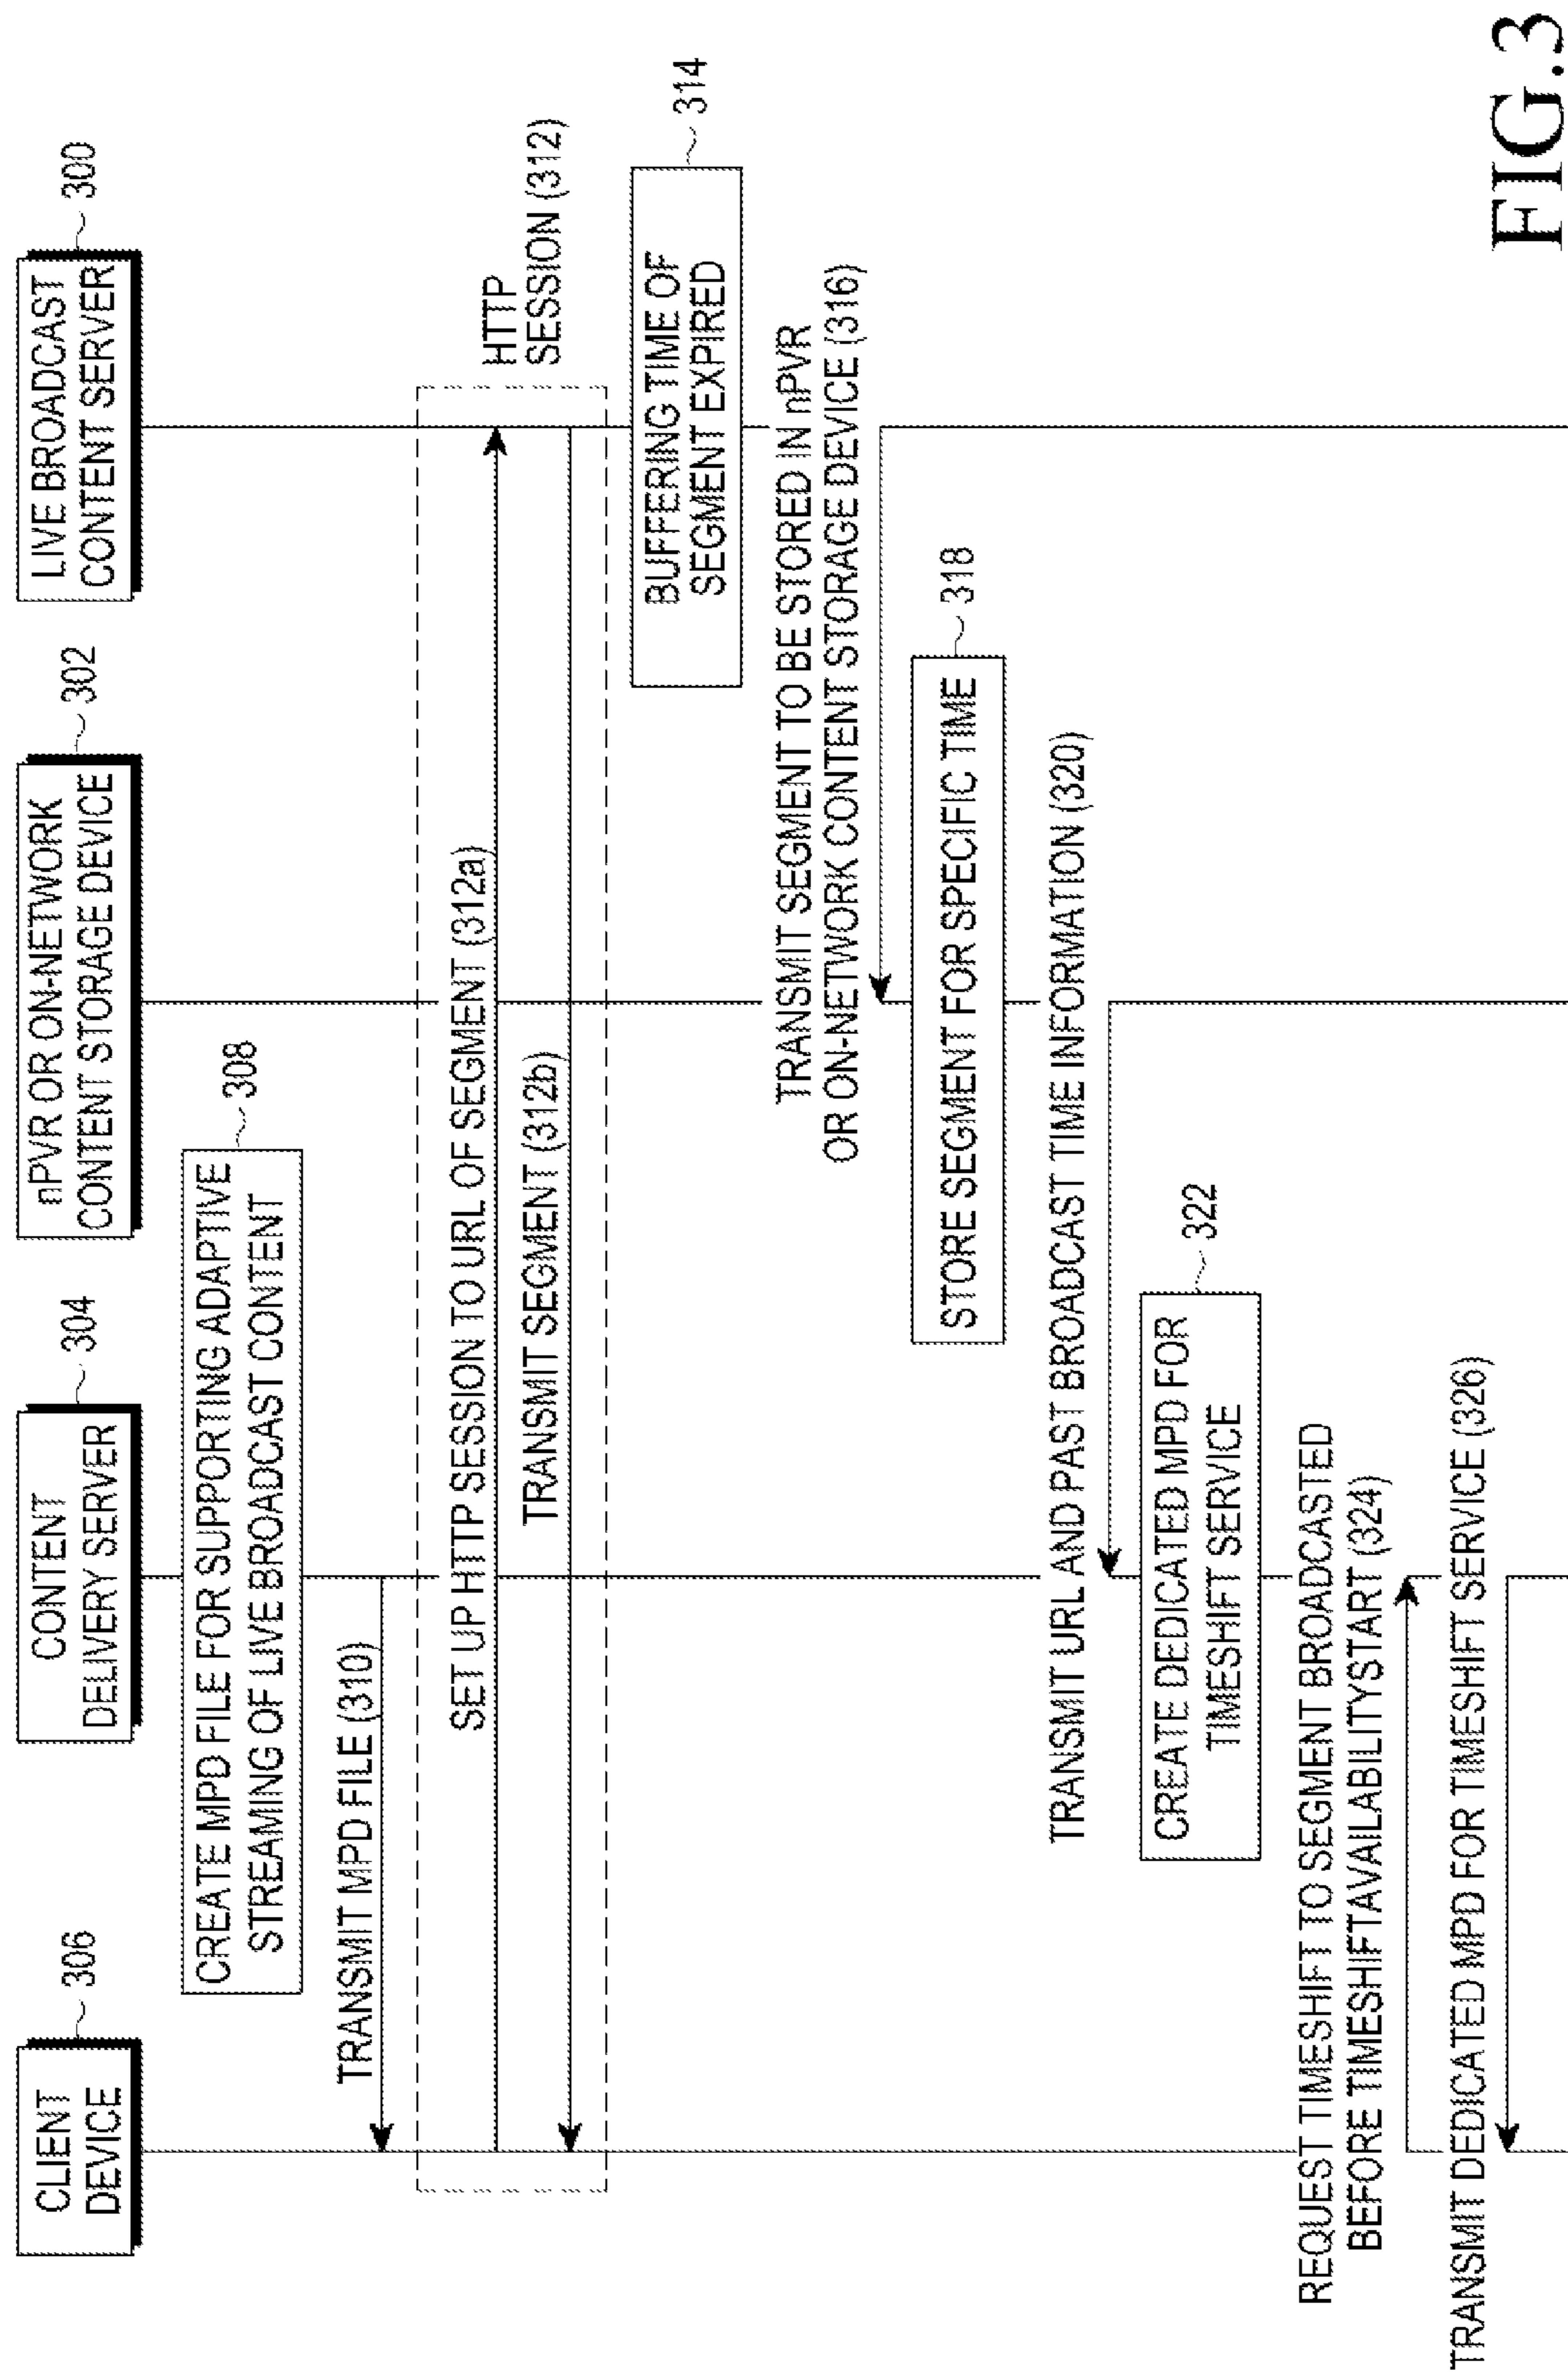 CLIENT
DEVICE
306
CONTENT
DELIVERY SERVER
304
nPVR OR ON-NETWORK
CONTENT STORAGE DEVICE
302
LIVE BROADCAST
CONTENT SERVER
300
CREATE MPD FILE FOR SUPPORTING ADAPTIVE
STREAMING OF LIVE BROADCAST CONTENT
308
TRANSMIT MPD FILE (310)
SET UP HTTP SESSION TO URL OF SEGMENT (312a)
HTTP
SESSION (312)
TRANSMIT SEGMENT (312b)
BUFFERING TIME OF
SEGMENT EXPIRED
314
TRANSMIT SEGMENT TO BE STORED IN nPVR
OR ON-NETWORK CONTENT STORAGE DEVICE (316)
STORE SEGMENT FOR SPECIFIC TIME
318
TRANSMIT URL AND PAST BROADCAST TIME INFORMATION (320)
CREATE DEDICATED MPD FOR
TIMESHIFT SERVICE
322
REQUEST TIMESHIFT TO SEGMENT BROADCASTED
BEFORE TIMESHIFTAVAILABILITYSTART (324)
TRANSMIT DEDICATED MPD FOR TIMESHIFT SERVICE (326)
FIG.3